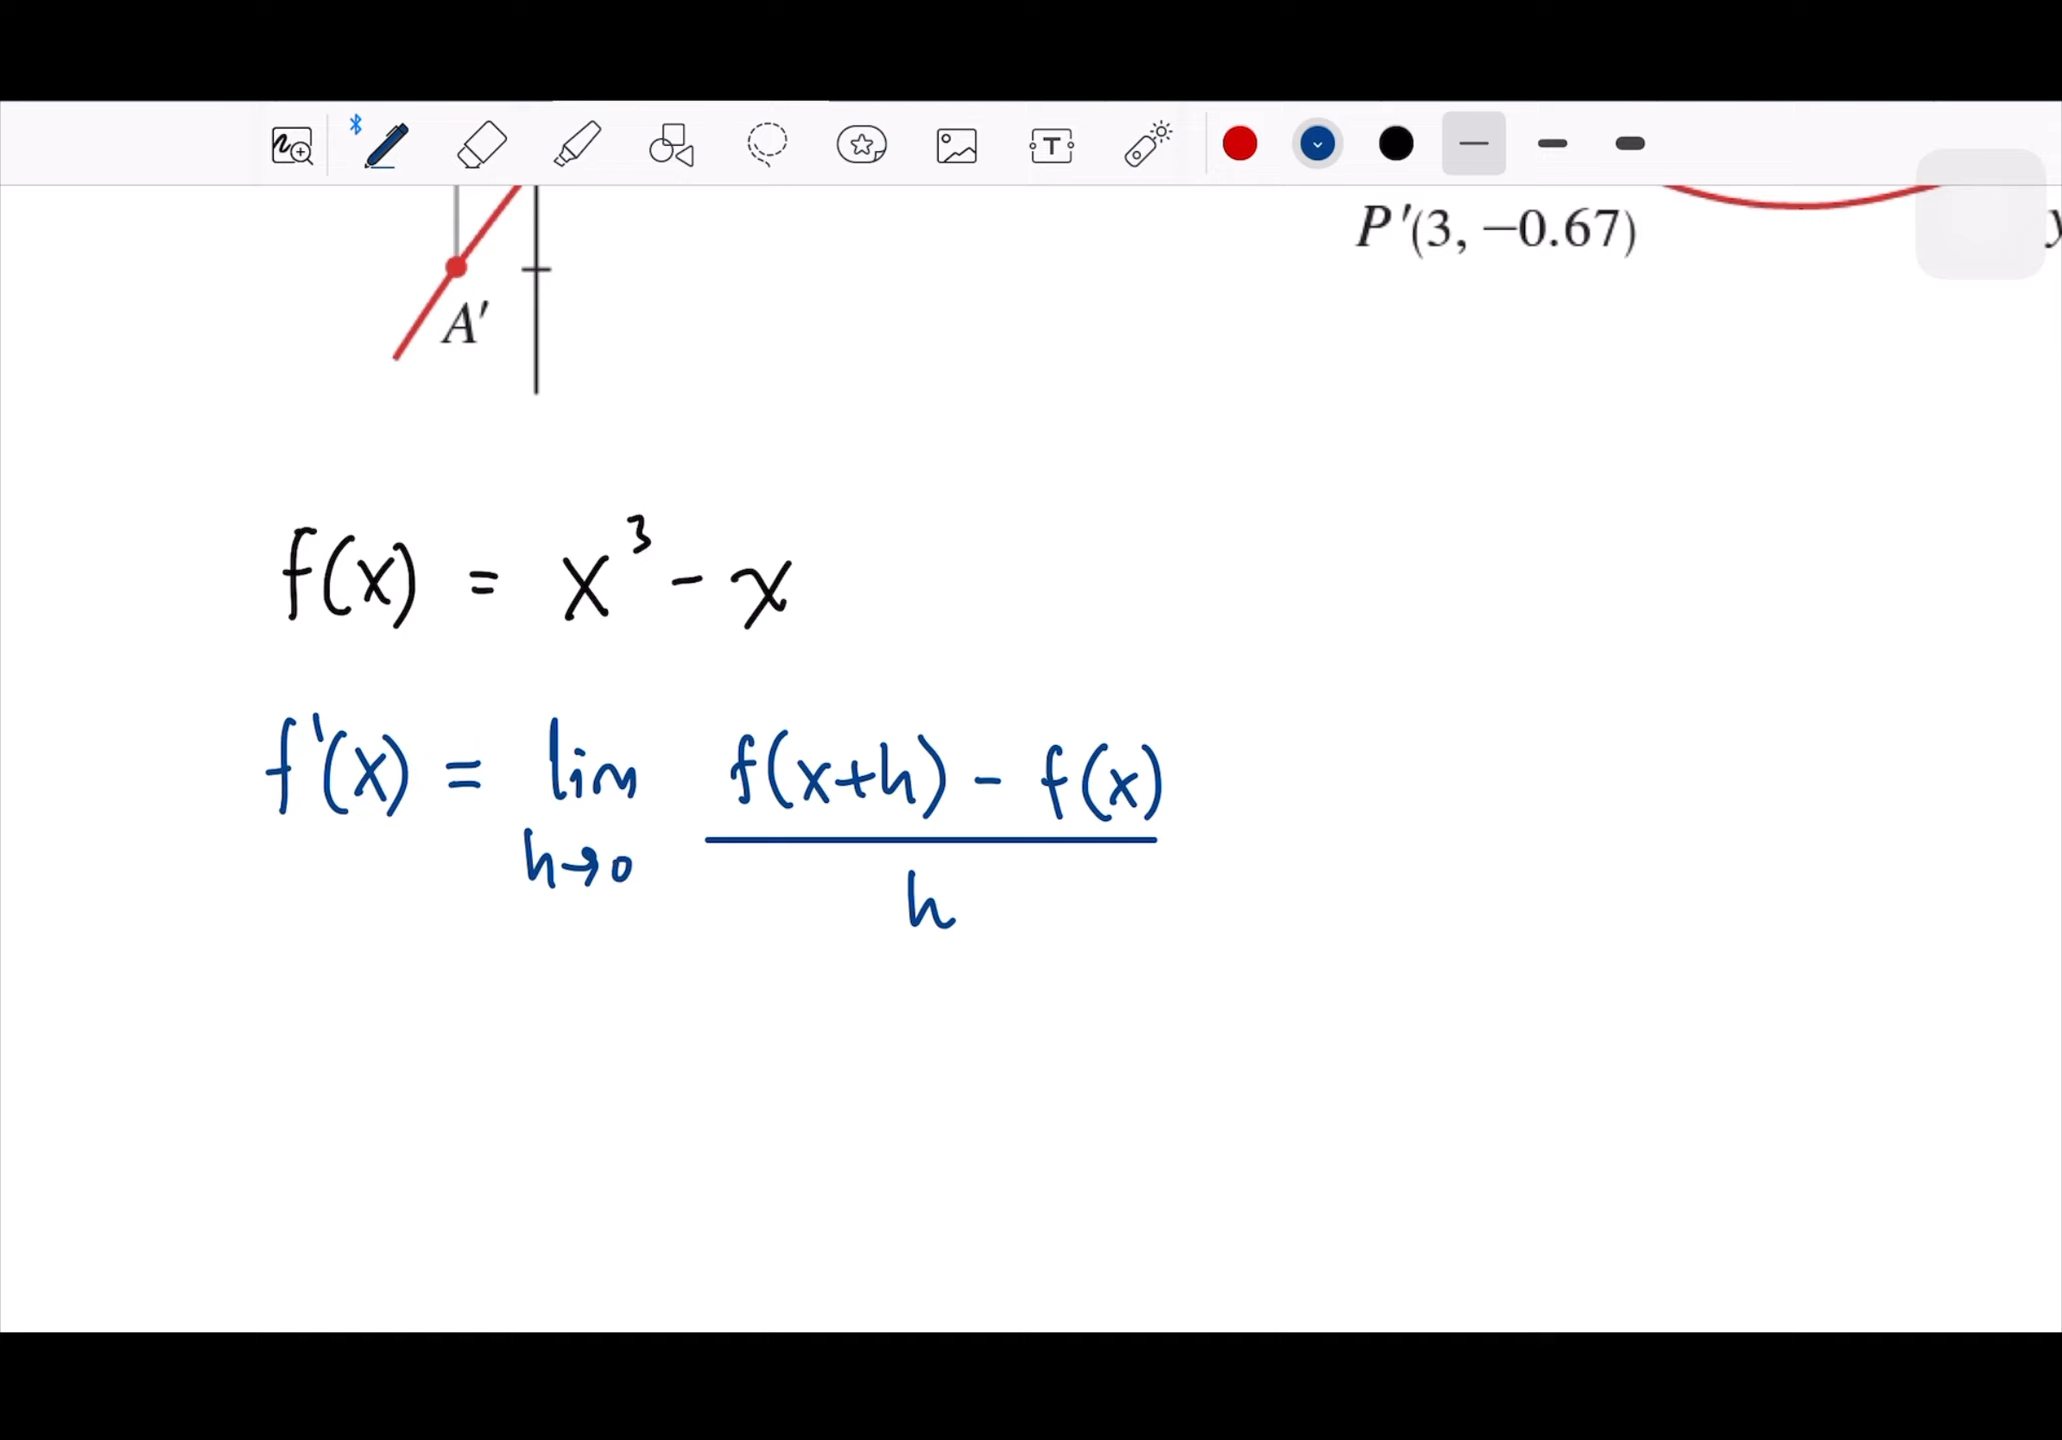 P′(3, −0.67)
y
A′
f(x) = x³ - x
f'(x) = lim f(x+h) - f(x)
h→0 h